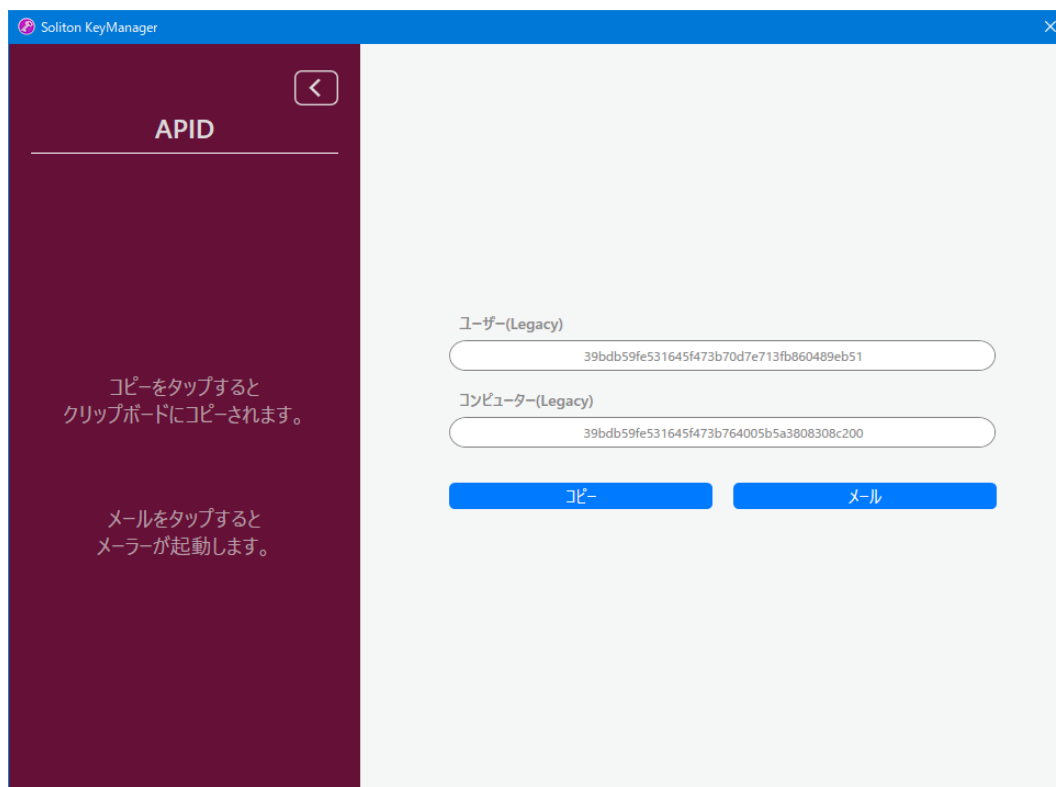 Soliton KeyManager
APID
コピーをタップすると
クリップボードにコピーされます。
メールをタップすると
メーラーが起動します。
ユーザー(Legacy)
39bdb59fe531645f473b70d7e713fb860489eb51
コンピューター(Legacy)
39bdb59fe531645f473b764005b5a3808308c200
コピー
メール